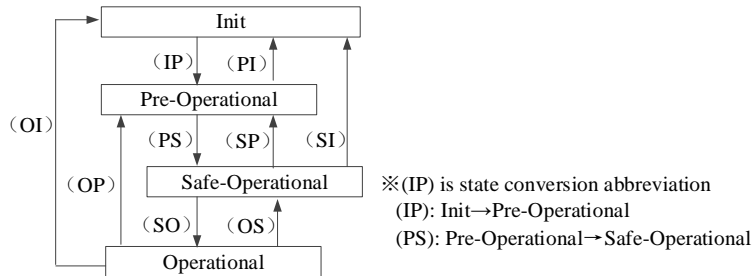 Init
（IP） （PI）
Pre-Operational
（OI） （PS） （SP） （SI）
（OP） Safe-Operational ※(IP) is state conversion abbreviation
(IP): Init→Pre-Operational
（SO） （OS） (PS): Pre-Operational→Safe-Operational
Operational